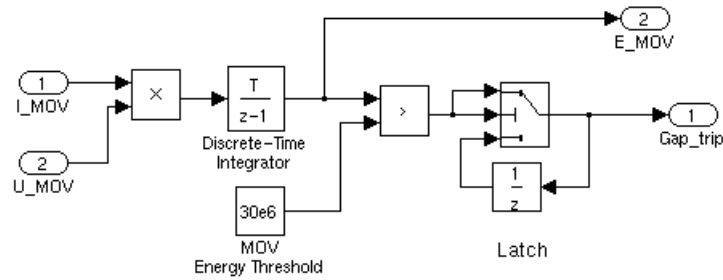 2
E_MOV
1
I_MOV
×
T
z-1
>
1
Gap_trip
Discrete-Time
Integrator
2
U_MOV
1
z
30e6
MOV
Energy Threshold
Latch